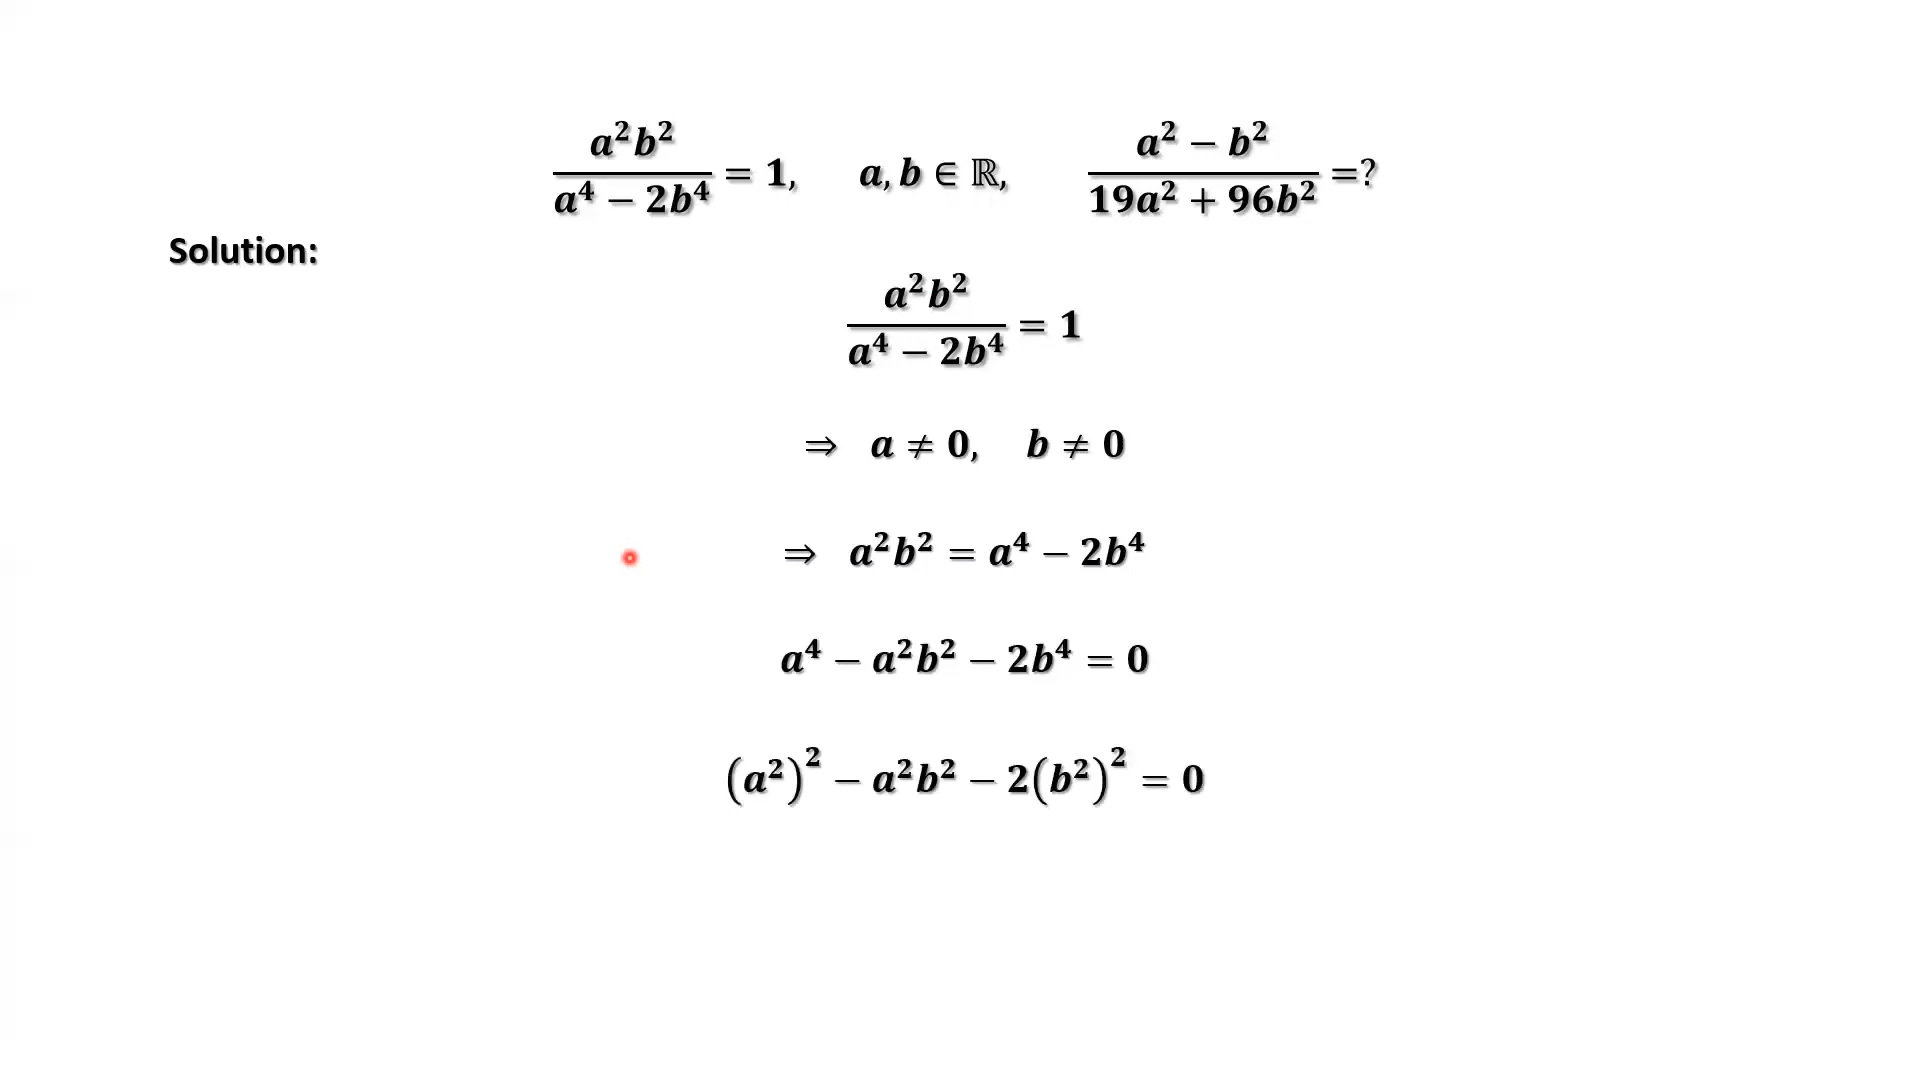 a²b² / (a⁴ − 2b⁴) = 1, a, b ∈ ℝ, (a² − b²) / (19a² + 96b²) =?
Solution:
a²b² / (a⁴ − 2b⁴) = 1
⇒ a ≠ 0, b ≠ 0
⇒ a²b² = a⁴ − 2b⁴
a⁴ − a²b² − 2b⁴ = 0
(a²)² − a²b² − 2(b²)² = 0